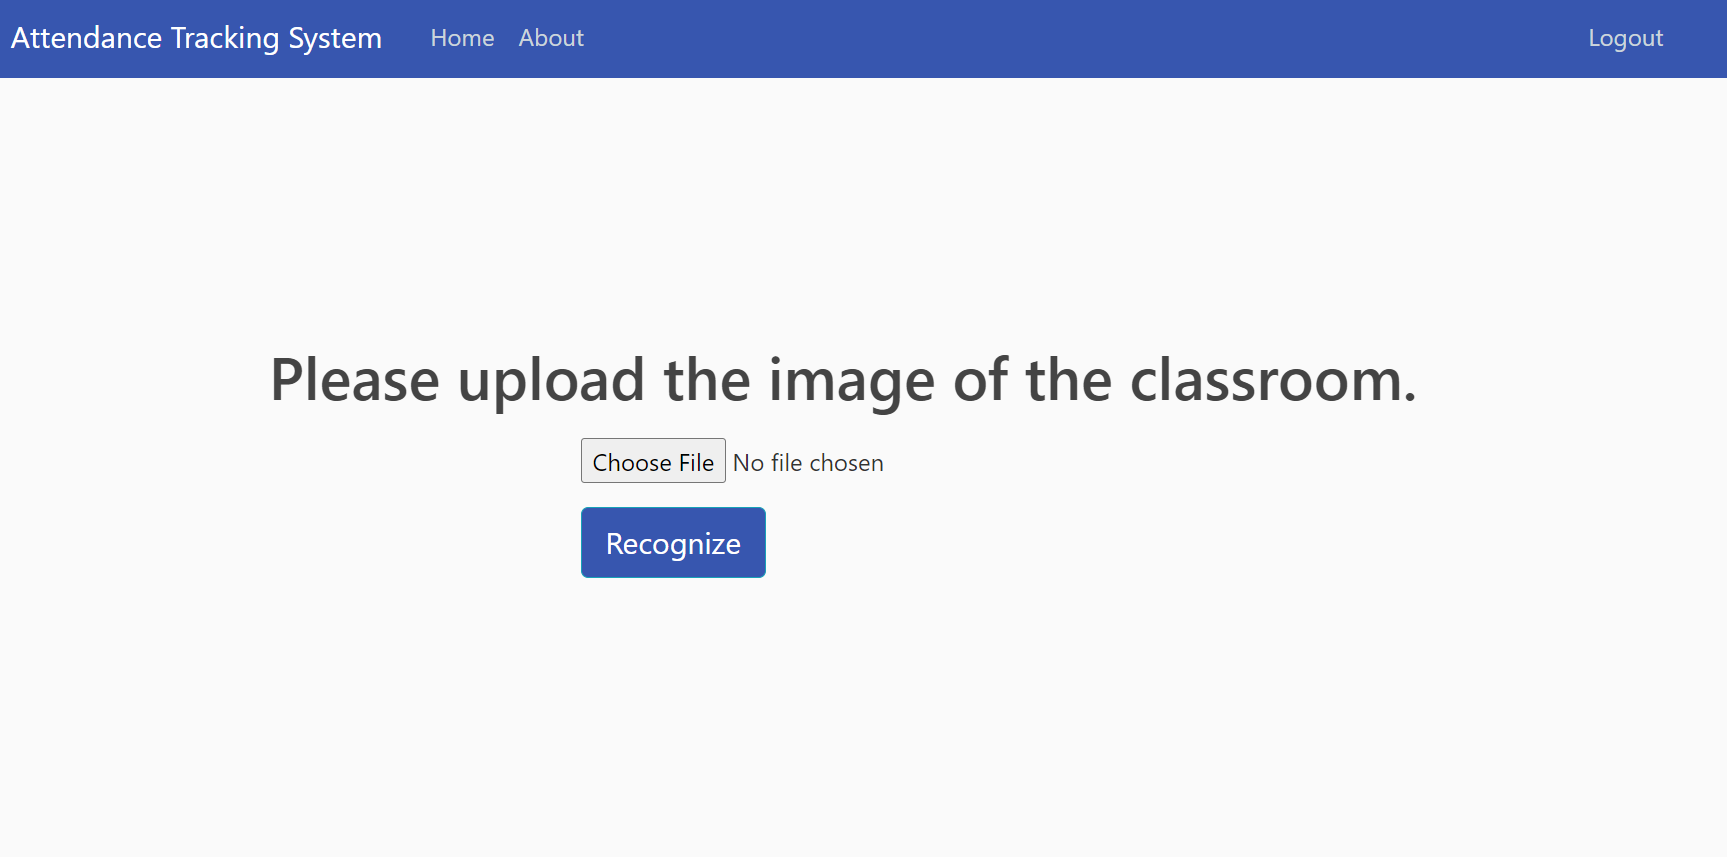 Attendance Tracking System Home About Logout
Please upload the image of the classroom.
Choose File No file chosen
Recognize